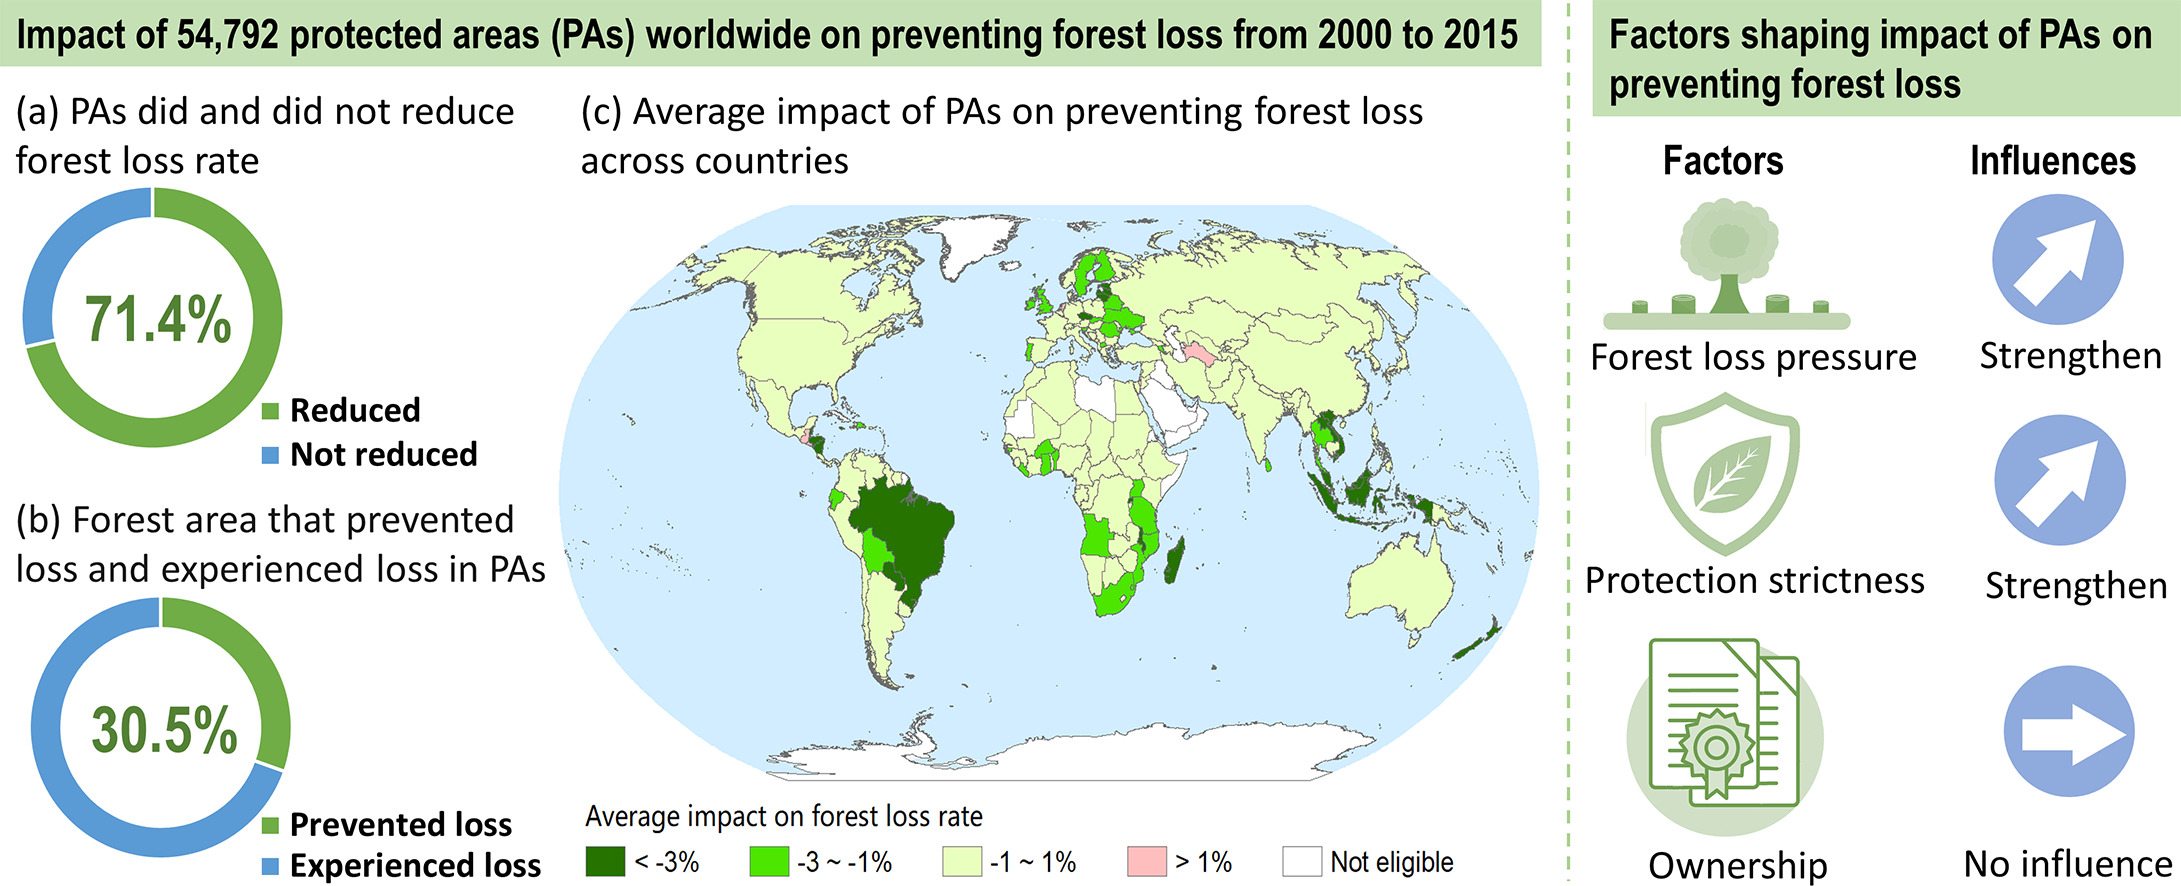 Impact of 54,792 protected areas (PAs) worldwide on preventing forest loss from 2000 to 2015
(a) PAs did and did not reduce
forest loss rate
71.4%
Reduced
Not reduced
(b) Forest area that prevented
loss and experienced loss in PAs
30.5%
Prevented loss
Experienced loss
(c) Average impact of PAs on preventing forest loss
across countries
Average impact on forest loss rate
< -3%
-3 ~ -1%
-1 ~ 1%
> 1%
Not eligible
Factors shaping impact of PAs on
preventing forest loss
Factors
Influences
Forest loss pressure
Strengthen
Protection strictness
Strengthen
Ownership
No influence